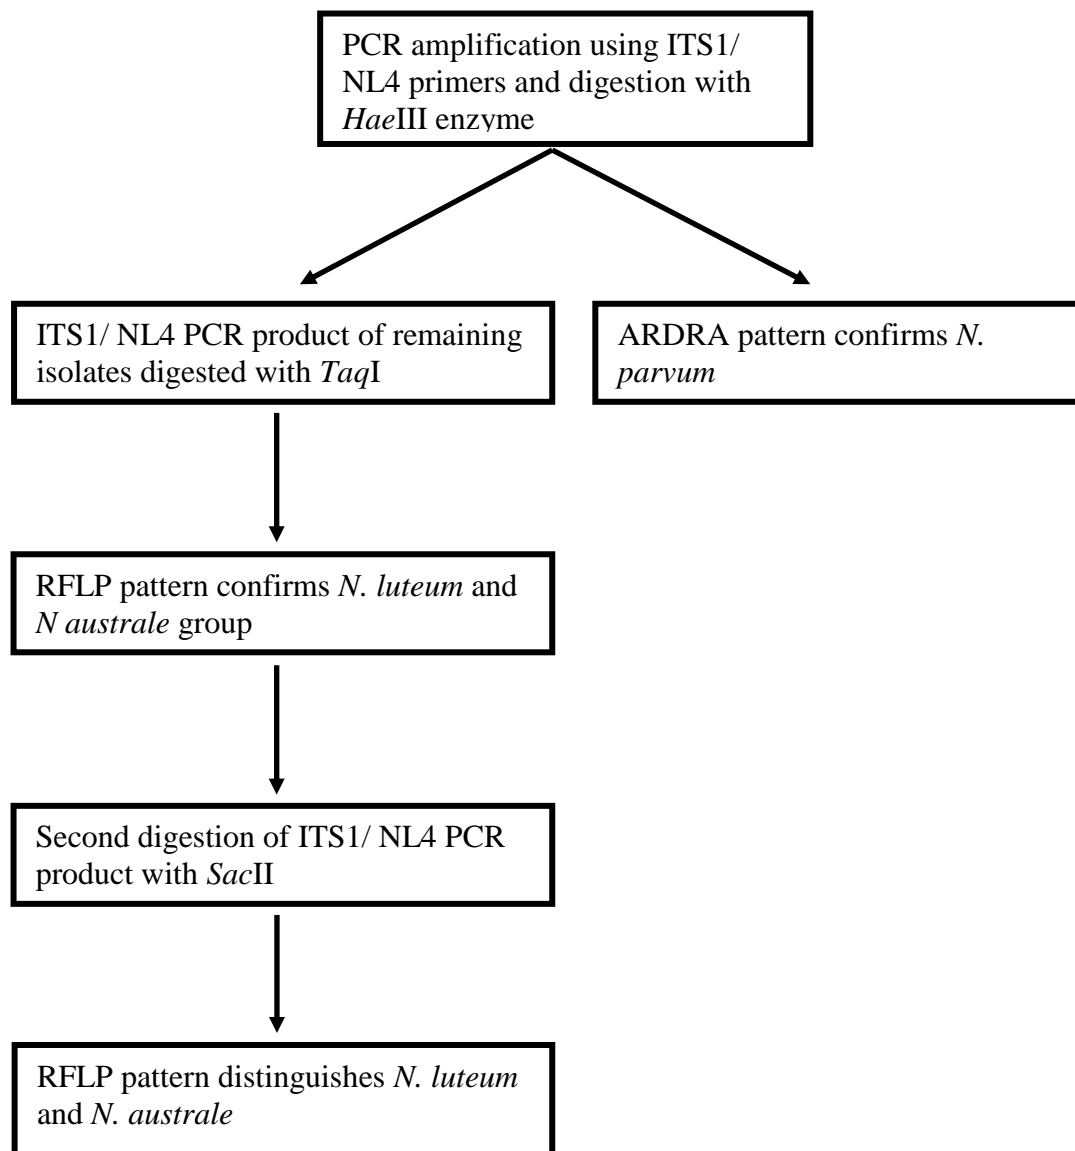 PCR amplification using ITS1/
NL4 primers and digestion with
HaeIII enzyme
ITS1/ NL4 PCR product of remaining
isolates digested with TaqI
ARDRA pattern confirms N.
parvum
RFLP pattern confirms N. luteum and
N australe group
Second digestion of ITS1/ NL4 PCR
product with SacII
RFLP pattern distinguishes N. luteum
and N. australe